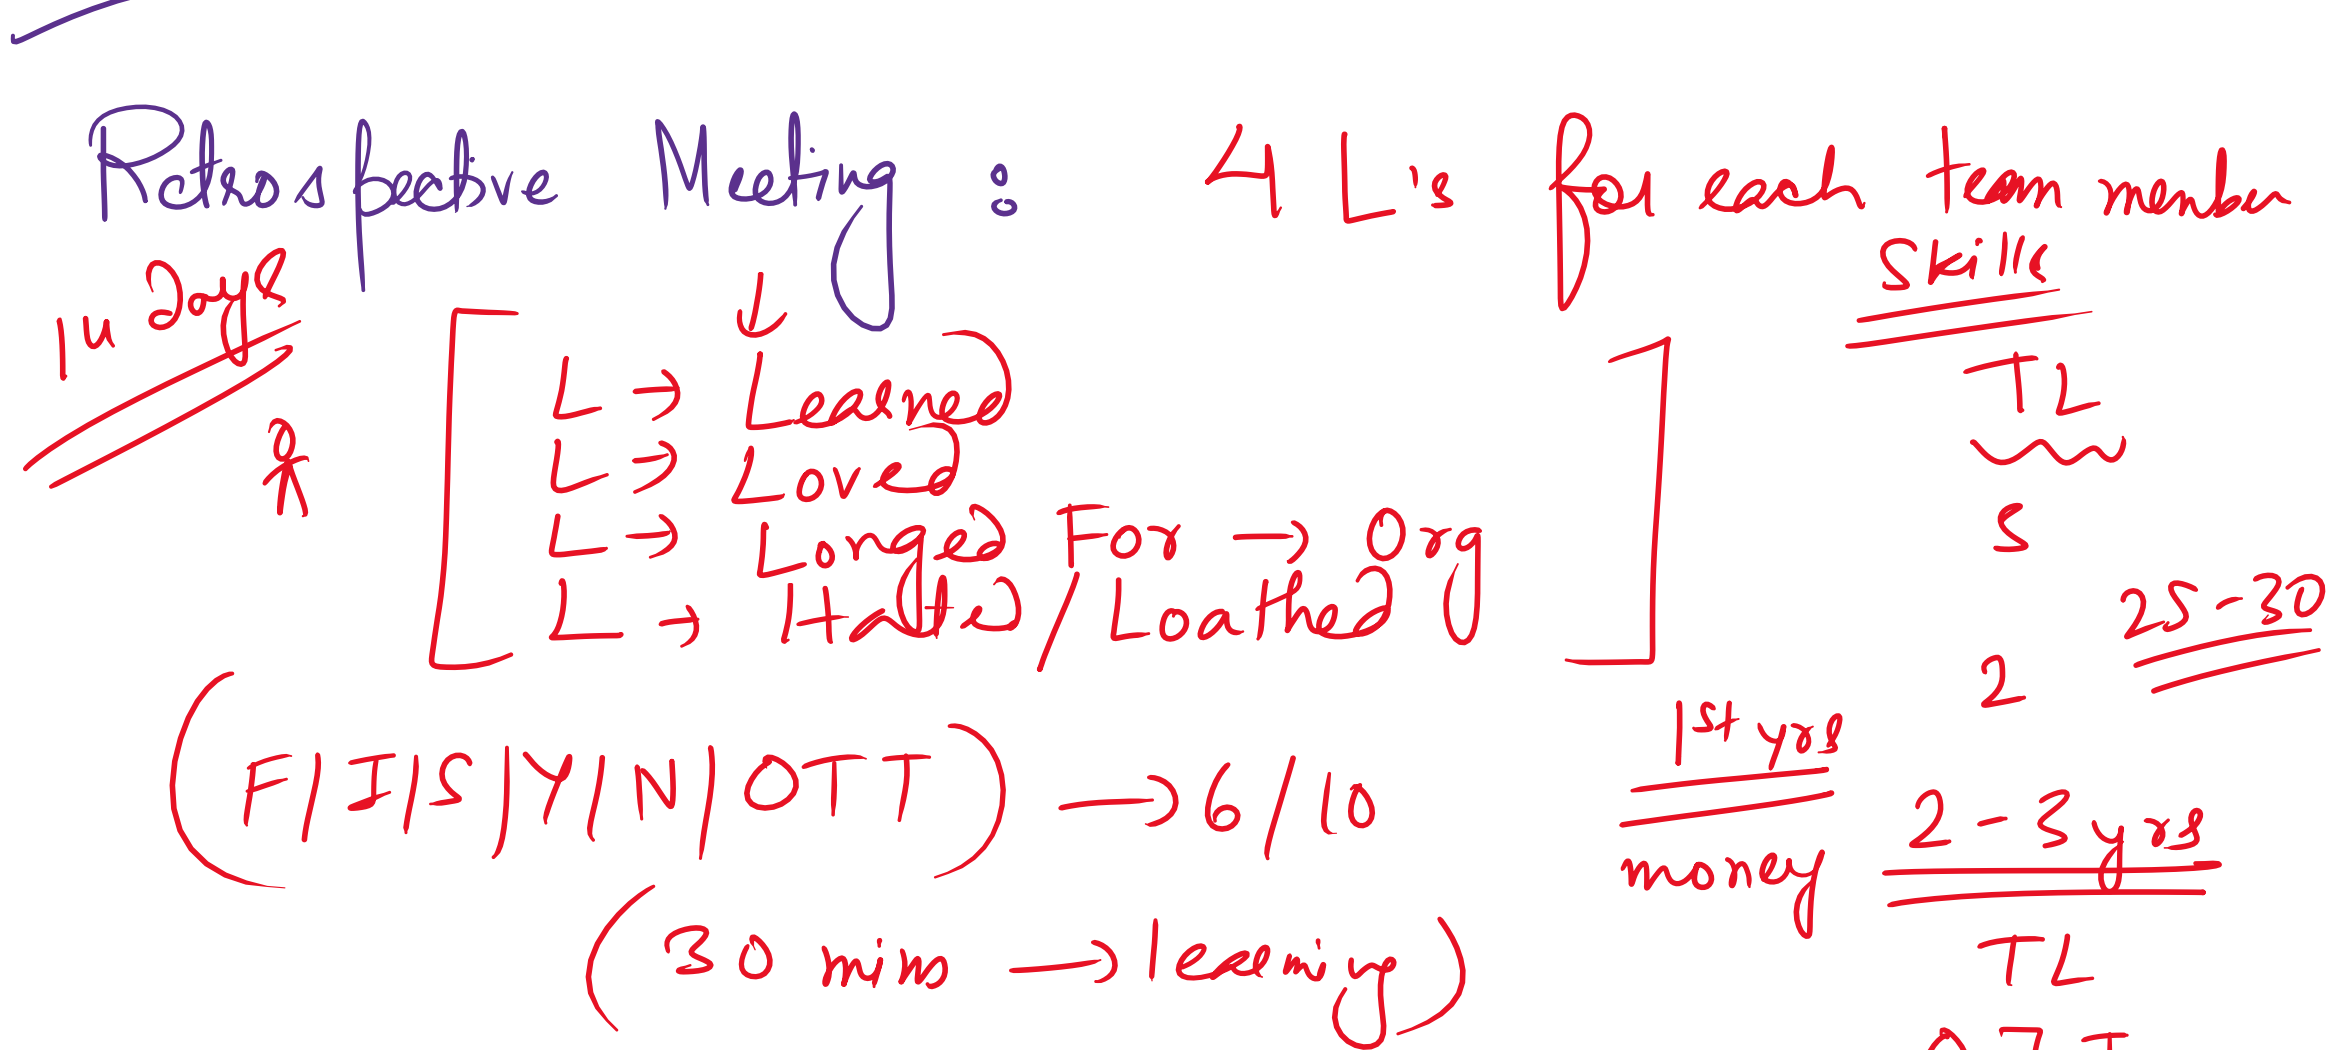 Retrospective Meeting : 4 L's for each team member
14 Days
Skills
L → Learned
TL
L → Loved
L → Longed For → Org
S
L → Hated / Loathed
25-30
2
1st yrs
(F/I/S/Y/N/OTT) → 6/10
money
2-3 yrs
(30 min → learning)
TL